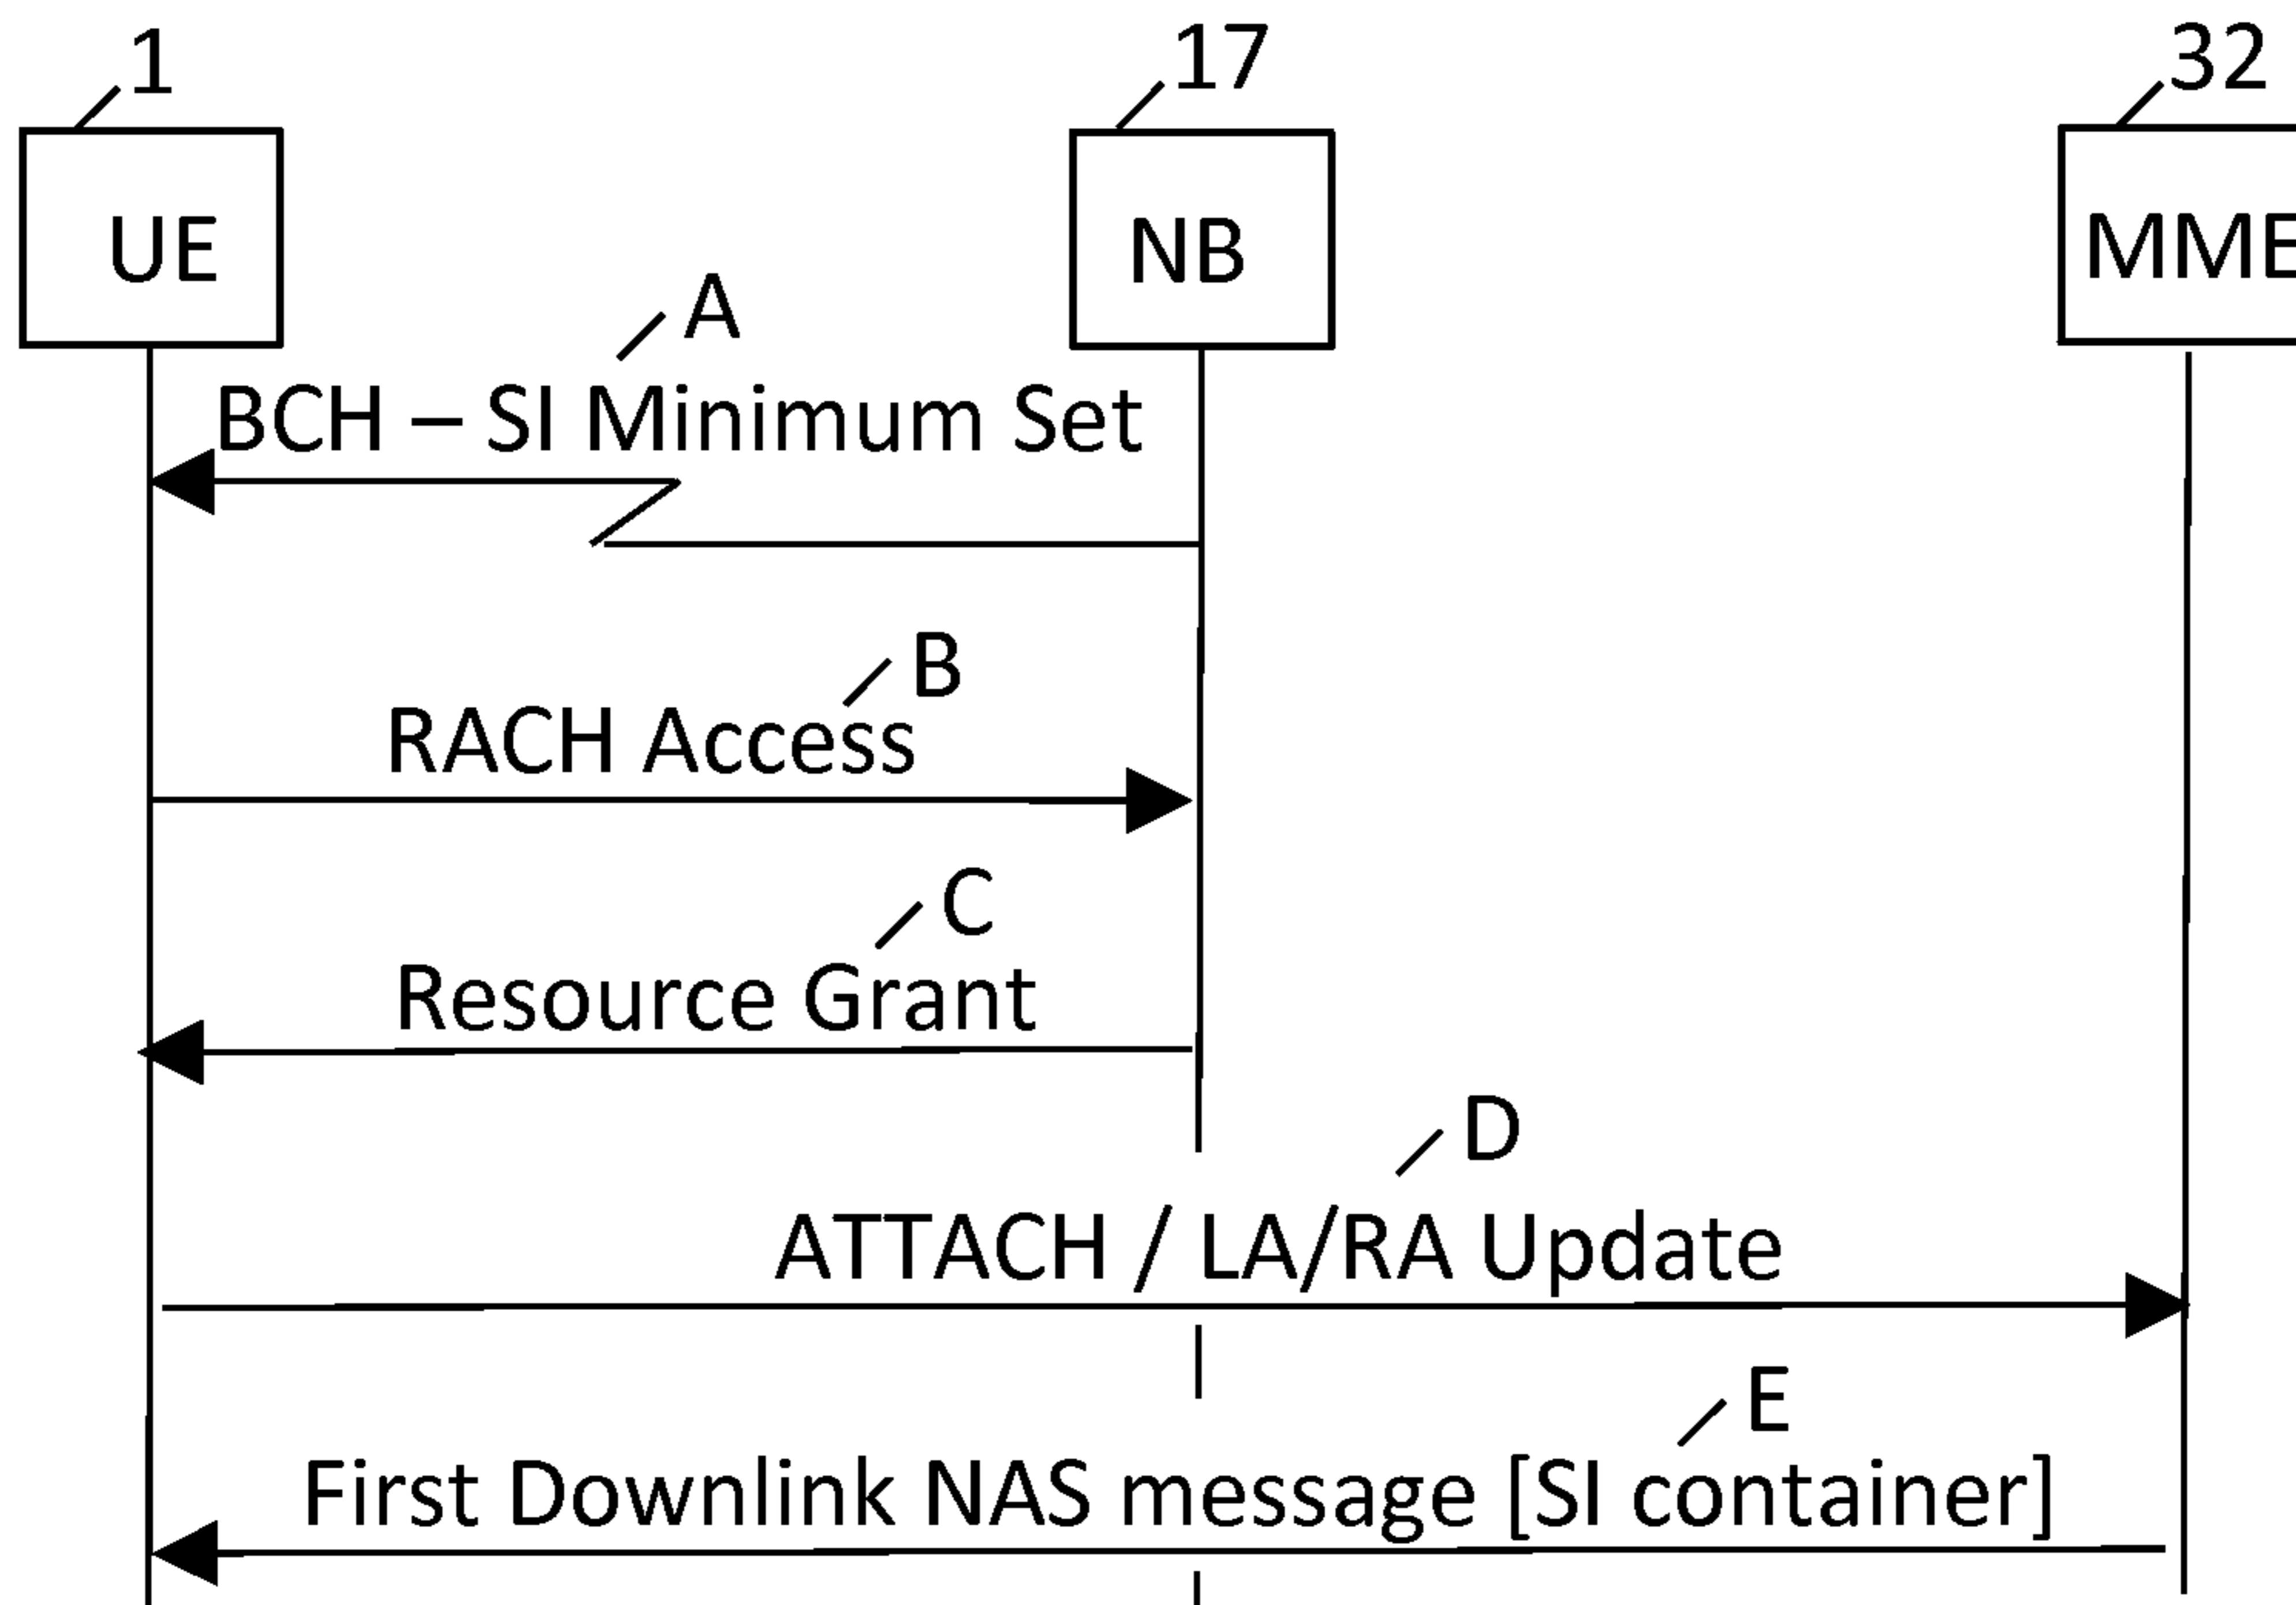 1 17 32
UE NB MME
A
BCH – SI Minimum Set
B
RACH Access
C
Resource Grant
D
ATTACH / LA/RA Update
E
First Downlink NAS message [SI container]